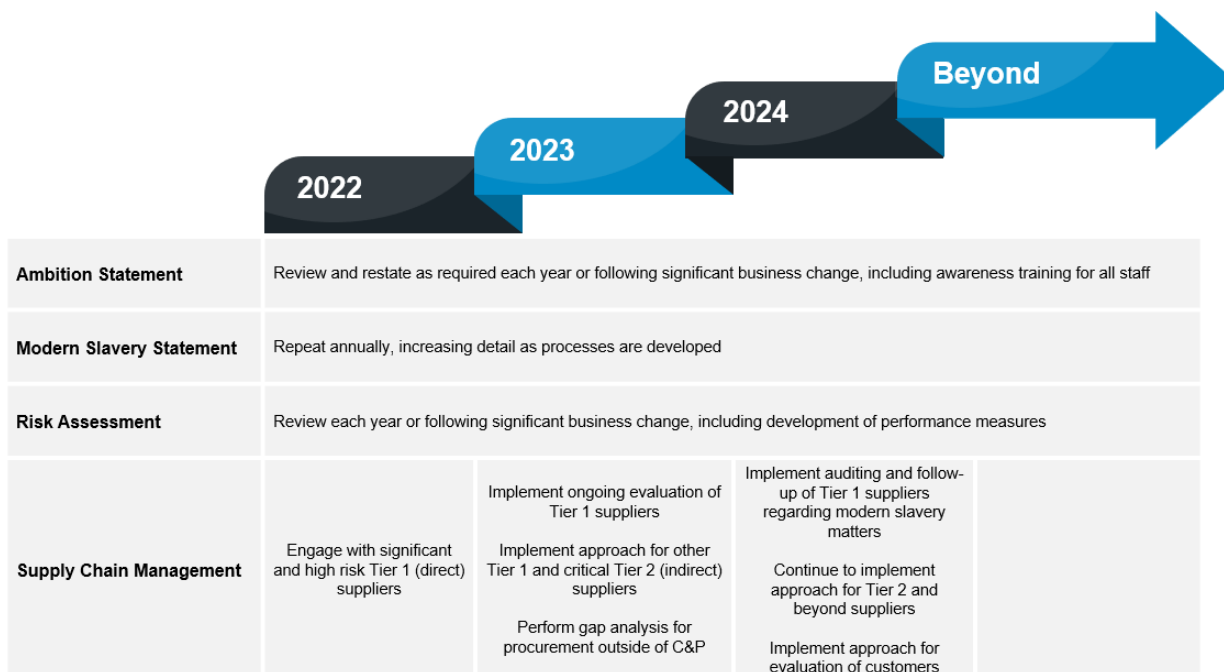 Beyond
2024
2023
2022
Ambition Statement
Review and restate as required each year or following significant business change, including awareness training for all staff
Modern Slavery Statement
Repeat annually, increasing detail as processes are developed
Risk Assessment
Review each year or following significant business change, including development of performance measures
Supply Chain Management
Engage with significant
and high risk Tier 1 (direct)
suppliers
Implement ongoing evaluation of
Tier 1 suppliers
Implement approach for other
Tier 1 and critical Tier 2 (indirect)
suppliers
Perform gap analysis for
procurement outside of C&P
Implement auditing and follow-
up of Tier 1 suppliers
regarding modern slavery
matters
Continue to implement
approach for Tier 2 and
beyond suppliers
Implement approach for
evaluation of customers